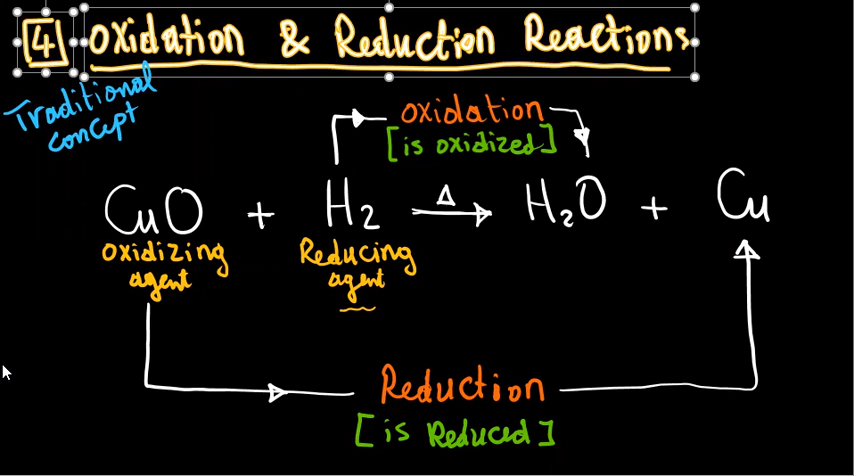 4 Oxidation & Reduction Reactions
Traditional
concept
oxidation
[is oxidized]
CuO + H2 Δ H2O + Cu
oxidizing
agent
Reducing
agent
Reduction
[is Reduced]